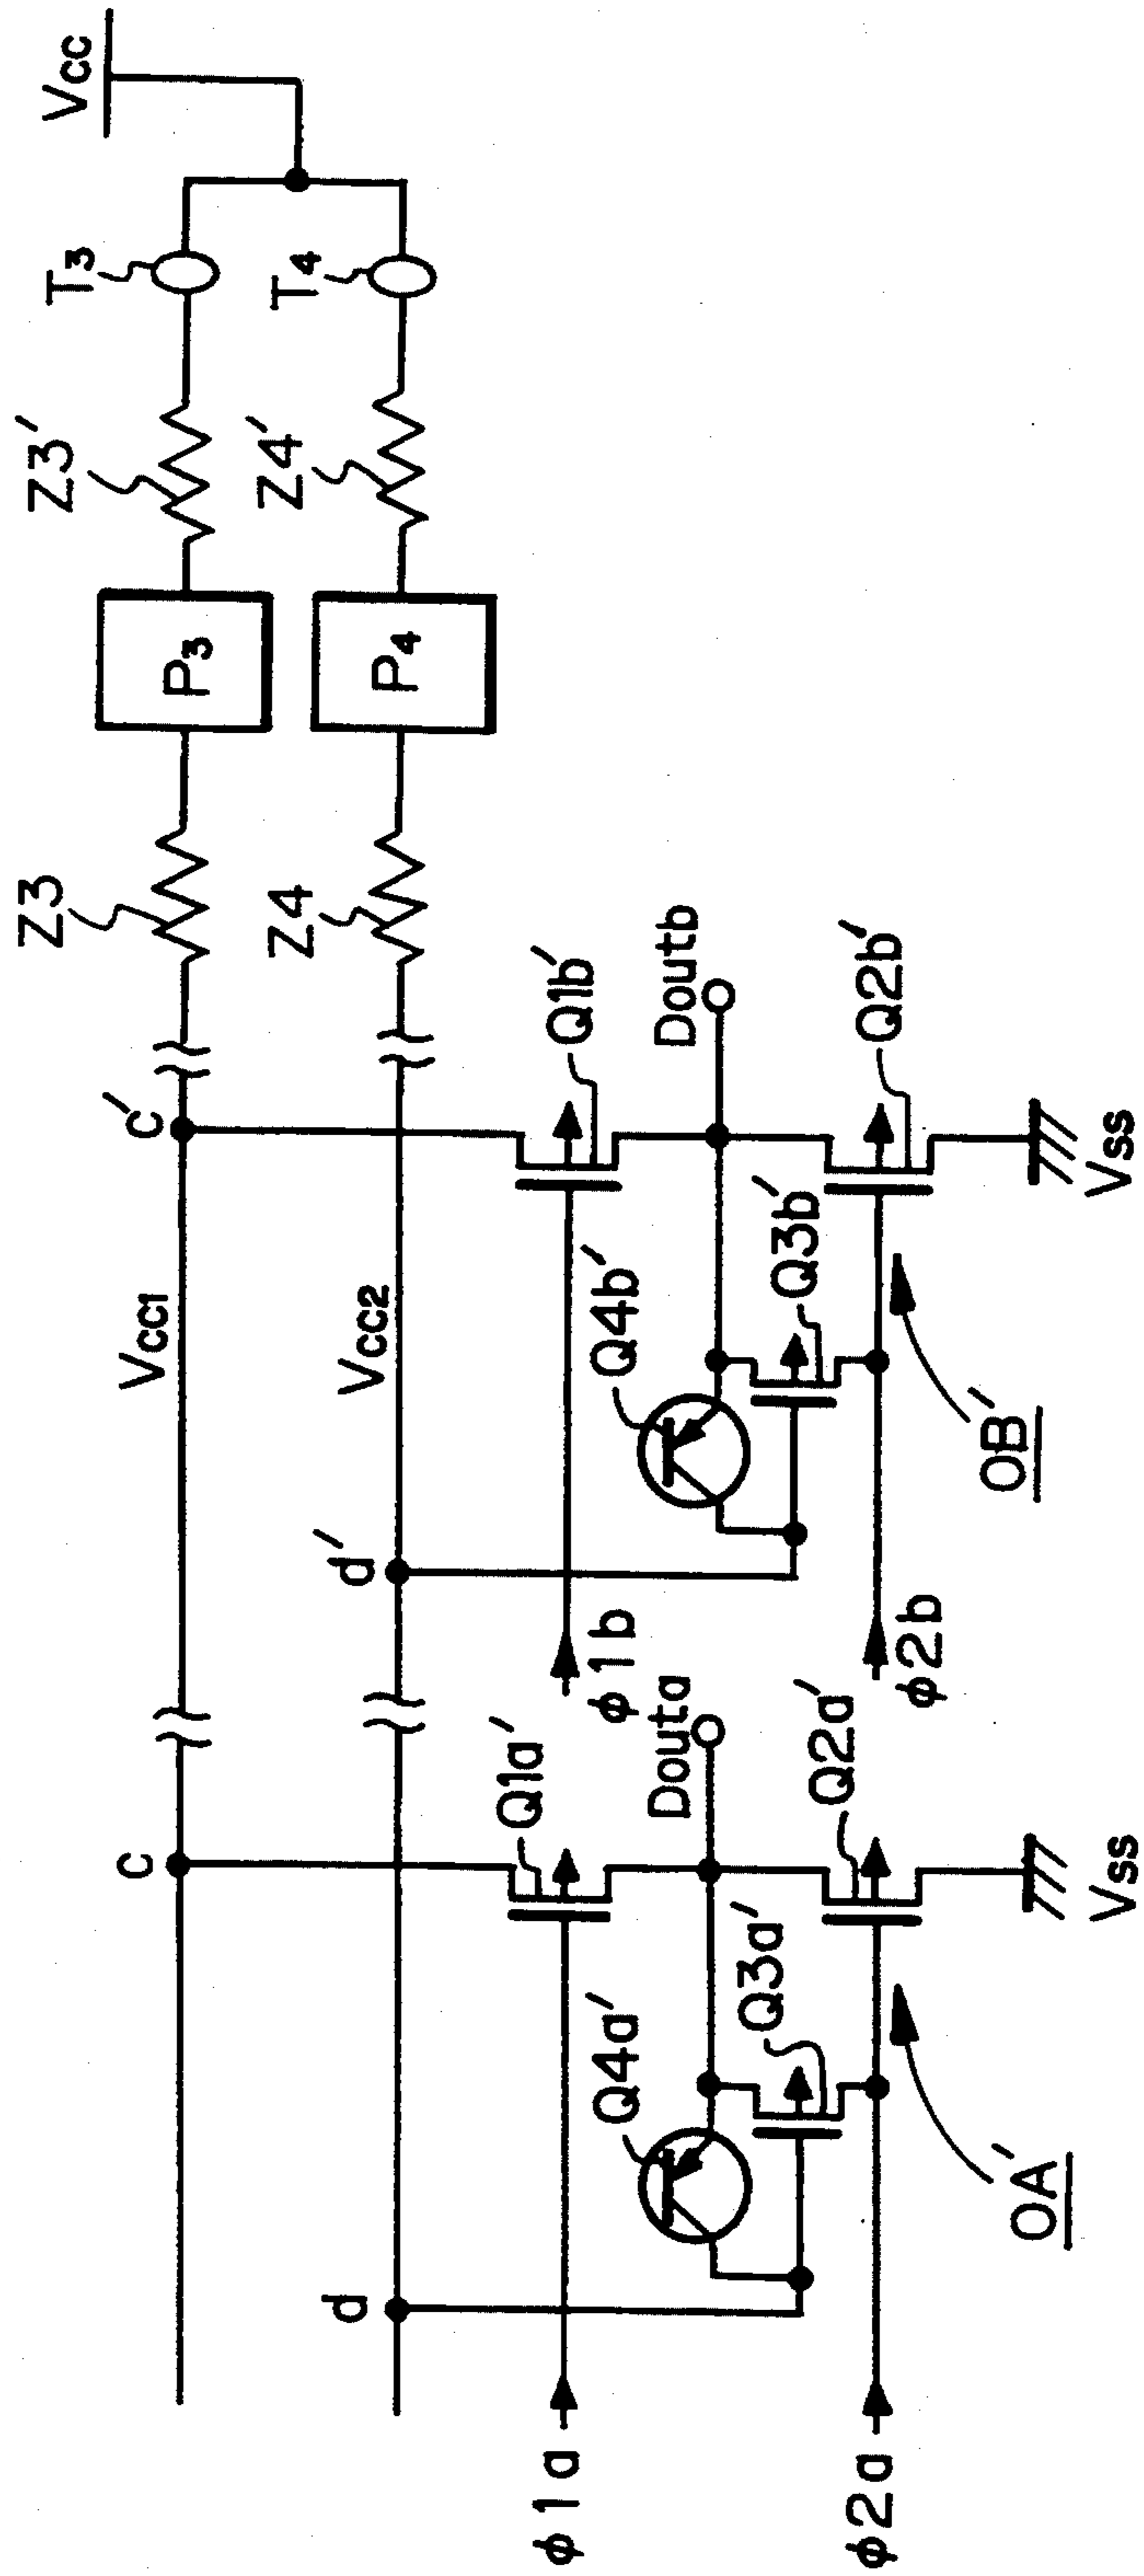 Vcc
T3
T4
Z3'
Z4'
P3
P4
Z3
Z4
c'
Vcc1
Vcc2
d'
c
d
Q1b'
Doutb
Q2b'
Q4b'
Q3b'
Vss
OB'
φ1b
φ2b
Q1a'
Douta
Q2a'
Q4a'
Q3a'
Vss
OA'
φ1a
φ2a